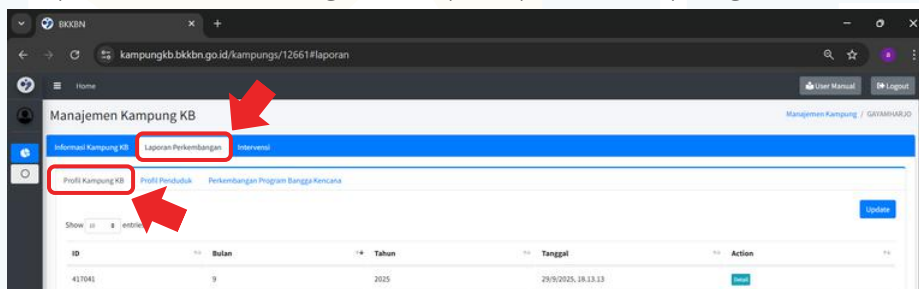 BKKBN
kampungkb.bkkbn.go.id/kampungs/12661#laporan
Home
User Manual
Logout
Manajemen Kampung KB
Manajemen Kampung / GAYAMHARJO
Informasi Kampung KB
Laporan Perkembangan
Intervensi
Profil Kampung KB
Profil Penduduk
Perkembangan Program Bangga Kencana
Update
Show 10 entries
ID Bulan Tahun Tanggal Action
417041 9 2025 29/9/2025, 18.13.13 Detail